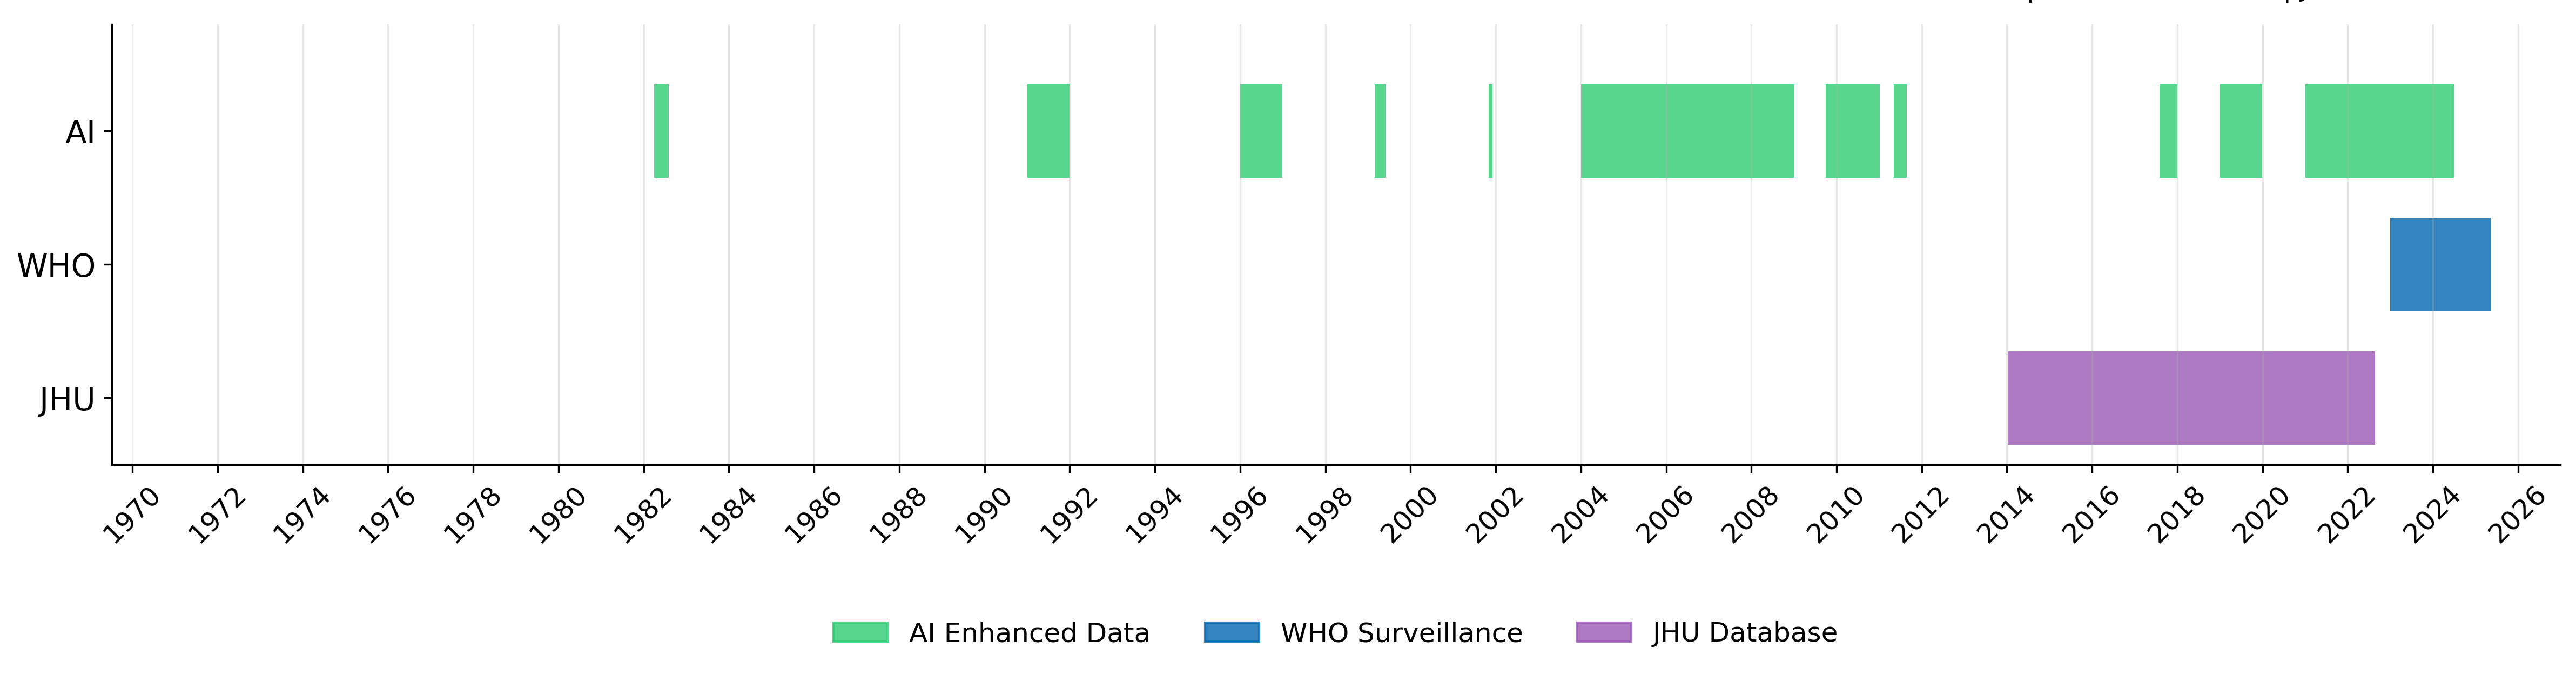 AI
WHO
JHU
1970 1972 1974 1976 1978 1980 1982 1984 1986 1988 1990 1992 1994 1996 1998 2000 2002 2004 2006 2008 2010 2012 2014 2016 2018 2020 2022 2024 2026
AI Enhanced Data WHO Surveillance JHU Database